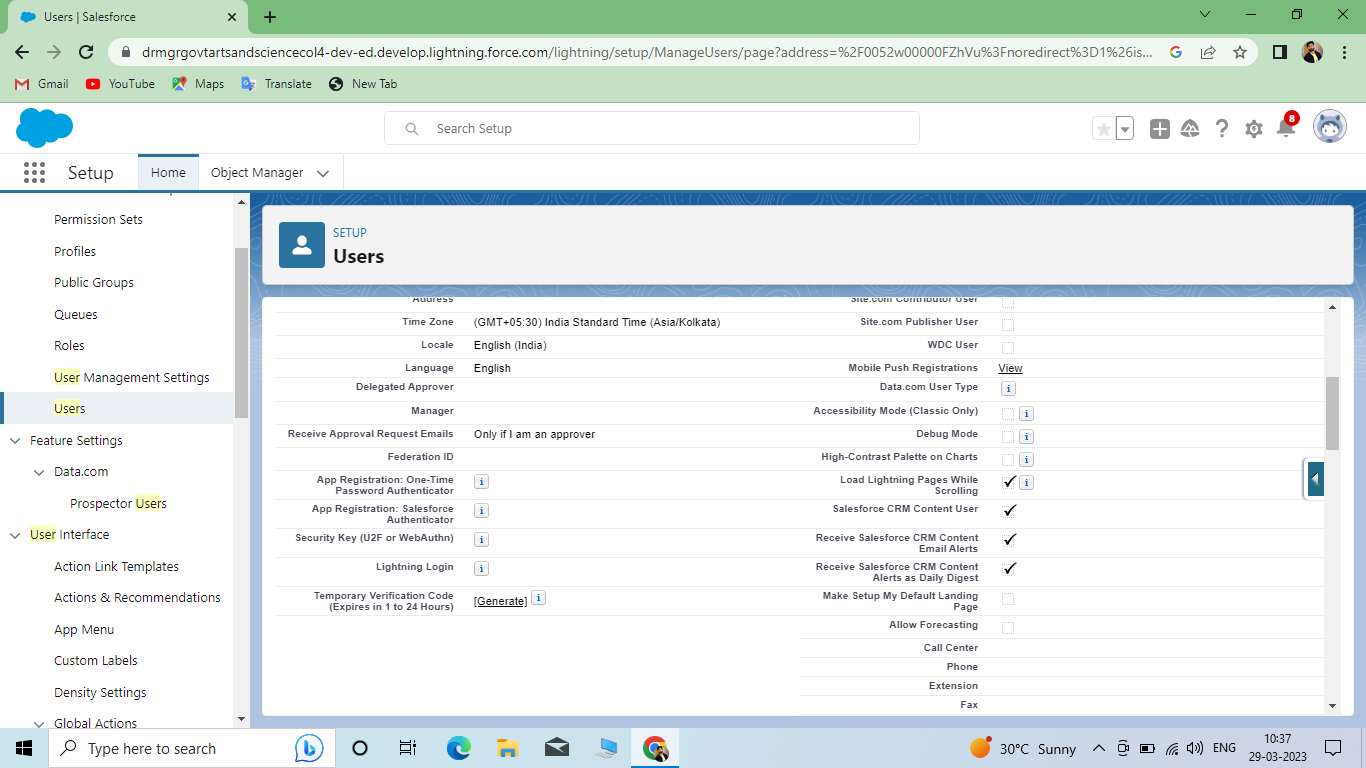 Users | Salesforce
drmgrgovtartsandsciencecol4-dev-ed.develop.lightning.force.com/lightning/setup/ManageUsers/page?address=%2F0052w00000FZhVu%3Fnoredirect%3D1%26is...
Gmail YouTube Maps Translate New Tab
Search Setup
8
Setup Home Object Manager
Permission Sets
Profiles
Public Groups
Queues
Roles
User Management Settings
Users
Feature Settings
Data.com
Prospector Users
User Interface
Action Link Templates
Actions & Recommendations
App Menu
Custom Labels
Density Settings
Global Actions
SETUP
Users
Address
Time Zone (GMT+05:30) India Standard Time (Asia/Kolkata)
Locale English (India)
Language English
Delegated Approver
Manager
Receive Approval Request Emails Only if I am an approver
Federation ID
App Registration: One-Time
Password Authenticator i
App Registration: Salesforce
Authenticator i
Security Key (U2F or WebAuthn) i
Lightning Login i
Temporary Verification Code
(Expires in 1 to 24 Hours) [Generate] i
Site.com Contributor User
Site.com Publisher User
WDC User
Mobile Push Registrations View
Data.com User Type i
Accessibility Mode (Classic Only) i
Debug Mode i
High-Contrast Palette on Charts i
Load Lightning Pages While
Scrolling i
Salesforce CRM Content User
Receive Salesforce CRM Content
Email Alerts
Receive Salesforce CRM Content
Alerts as Daily Digest
Make Setup My Default Landing
Page
Allow Forecasting
Call Center
Phone
Extension
Fax
Type here to search
30°C Sunny
ENG
10:37
29-03-2023